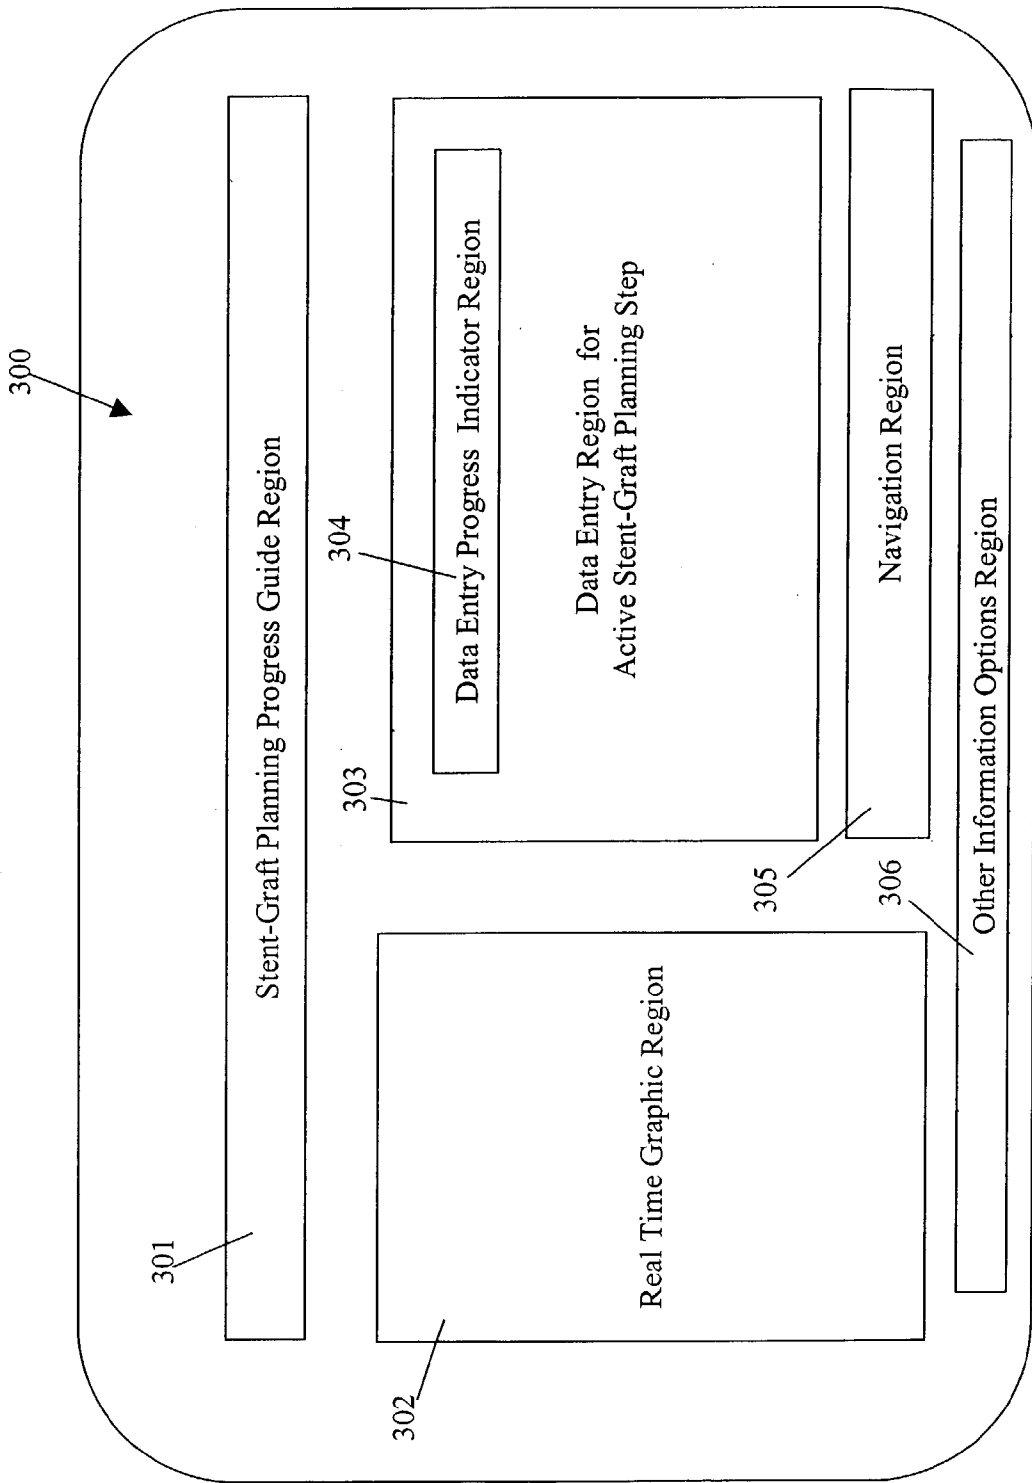 300
Stent-Graft Planning Progress Guide Region
301
304
Data Entry Progress Indicator Region
303
Data Entry Region for
Active Stent-Graft Planning Step
302
Real Time Graphic Region
305
Navigation Region
306
Other Information Options Region